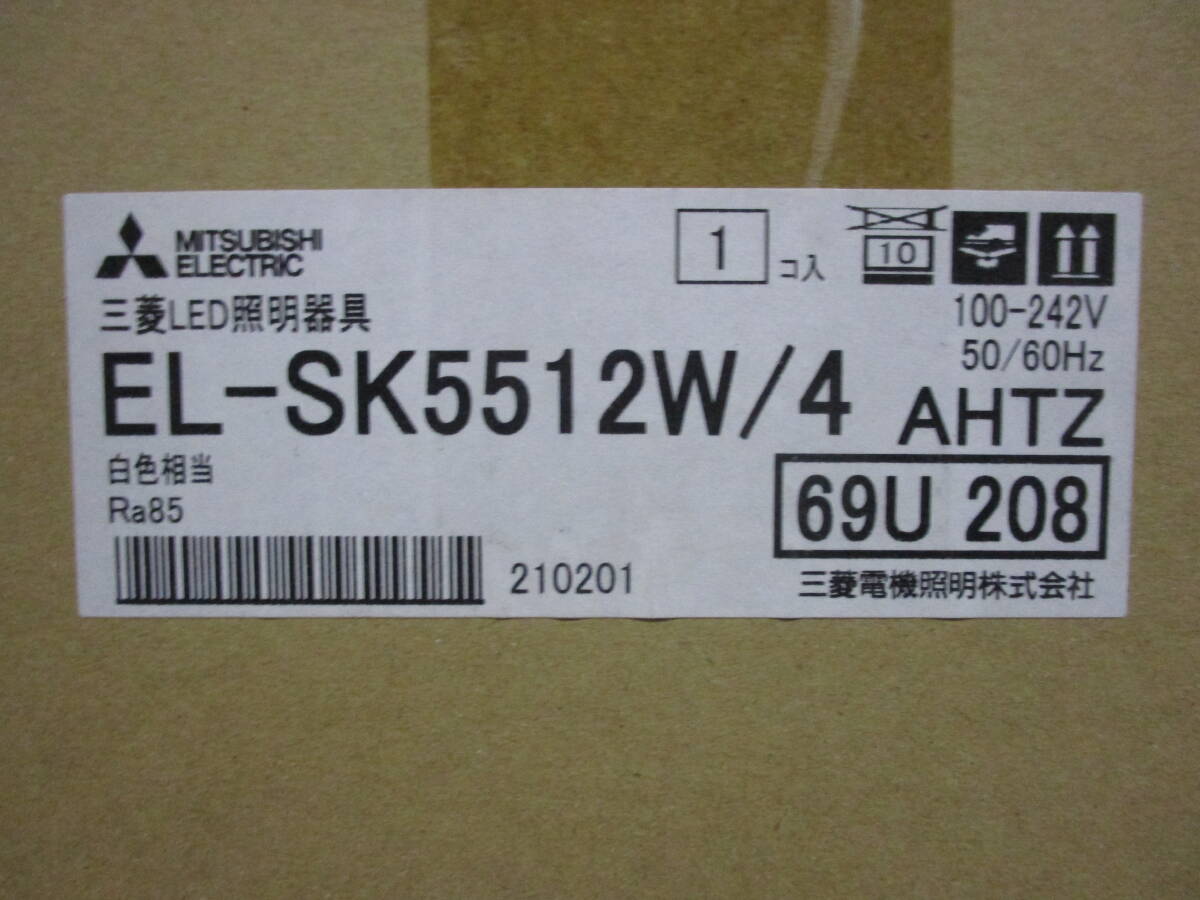 MITSUBISHI
ELECTRIC
1 コ入
10
三菱LED照明器具
100-242V
50/60Hz
EL-SK5512W/4 AHTZ
白色相当
Ra85
69U 208
210201
三菱電機照明株式会社